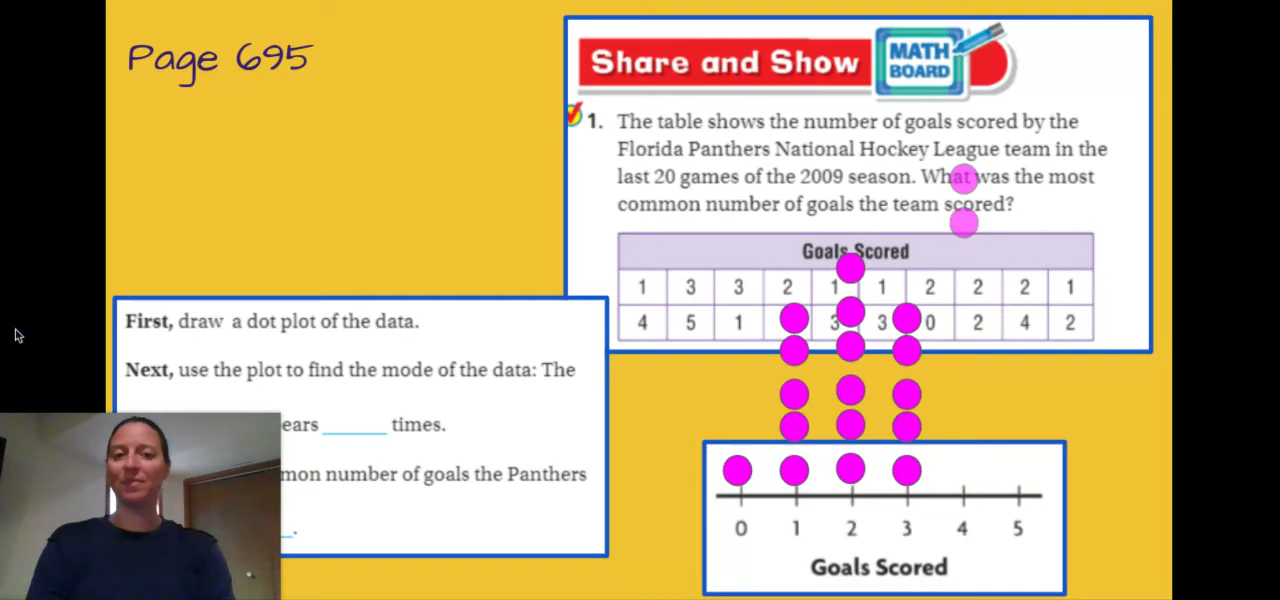 Page 695
Share and Show
MATH
BOARD
1. The table shows the number of goals scored by the
Florida Panthers National Hockey League team in the
last 20 games of the 2009 season. What was the most
common number of goals the team scored?
Goals Scored
1 3 3 2 1 1 2 2 2 1
4 5 1 3 3 0 2 4 2
First, draw a dot plot of the data.
Next, use the plot to find the mode of the data: The
ears ______ times.
mon number of goals the Panthers
.
0 1 2 3 4 5
Goals Scored